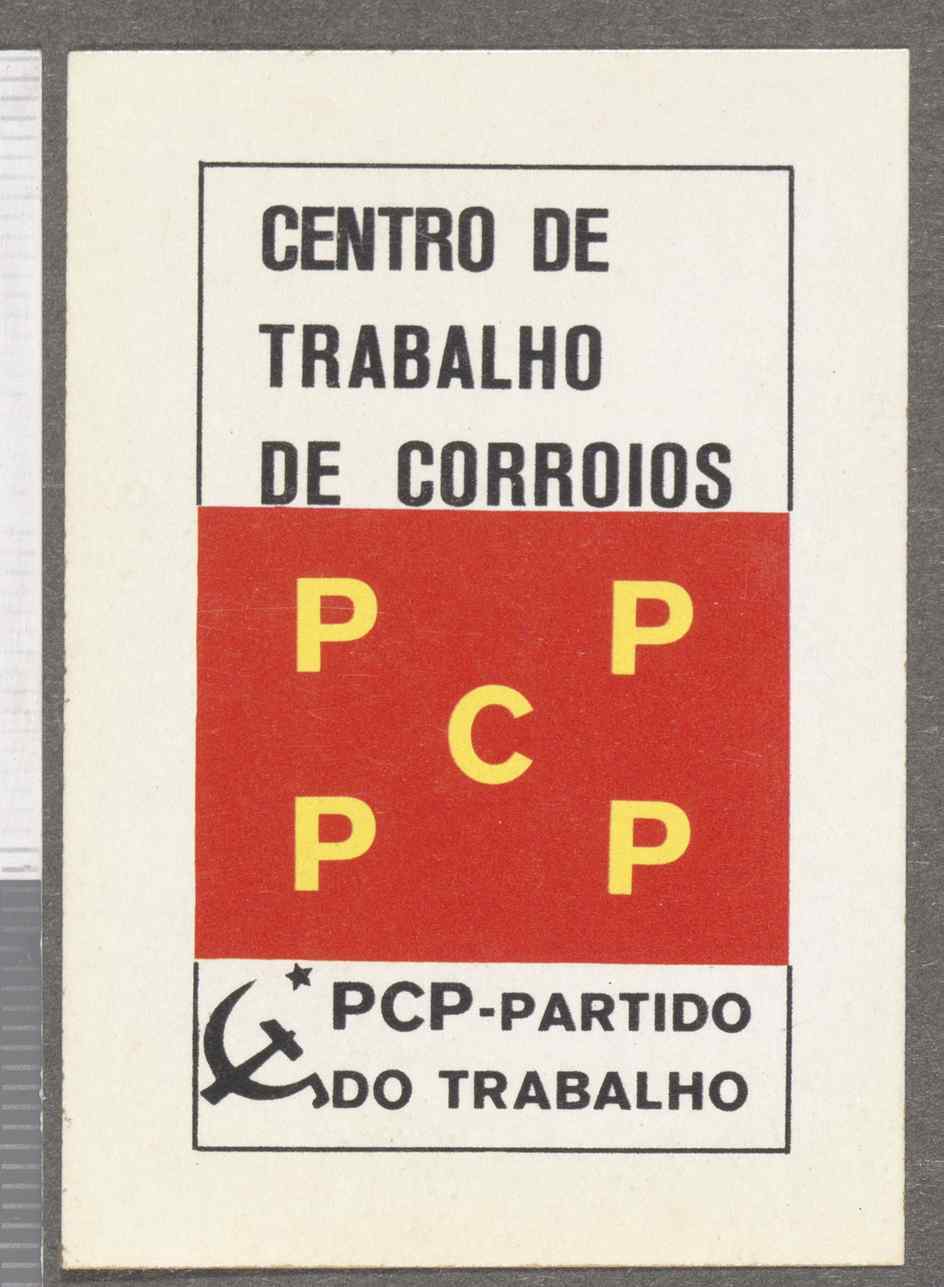 CENTRO DE
TRABALHO
DE CORROIOS
P P
C
P P
PCP-PARTIDO
DO TRABALHO